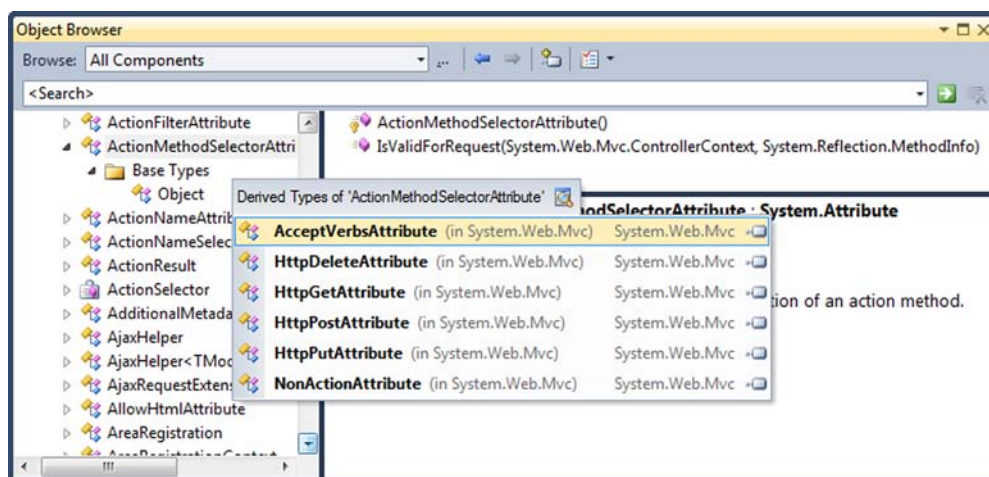 Object Browser
Browse: All Components
...
<Search>
ActionFilterAttribute
ActionMethodSelectorAttri
Base Types
Object
ActionNameAttrib
ActionNameSelec
ActionResult
ActionSelector
AdditionalMetada
AjaxHelper
AjaxHelper<TMod
AjaxRequestExten
AllowHtmlAttribute
AreaRegistration
AreaRegistrationContext
ActionMethodSelectorAttribute()
IsValidForRequest(System.Web.Mvc.ControllerContext, System.Reflection.MethodInfo)
hodSelectorAttribute : System.Attribute
tion of an action method.
Derived Types of 'ActionMethodSelectorAttribute'
AcceptVerbsAttribute (in System.Web.Mvc) System.Web.Mvc
HttpDeleteAttribute (in System.Web.Mvc) System.Web.Mvc
HttpGetAttribute (in System.Web.Mvc) System.Web.Mvc
HttpPostAttribute (in System.Web.Mvc) System.Web.Mvc
HttpPutAttribute (in System.Web.Mvc) System.Web.Mvc
NonActionAttribute (in System.Web.Mvc) System.Web.Mvc